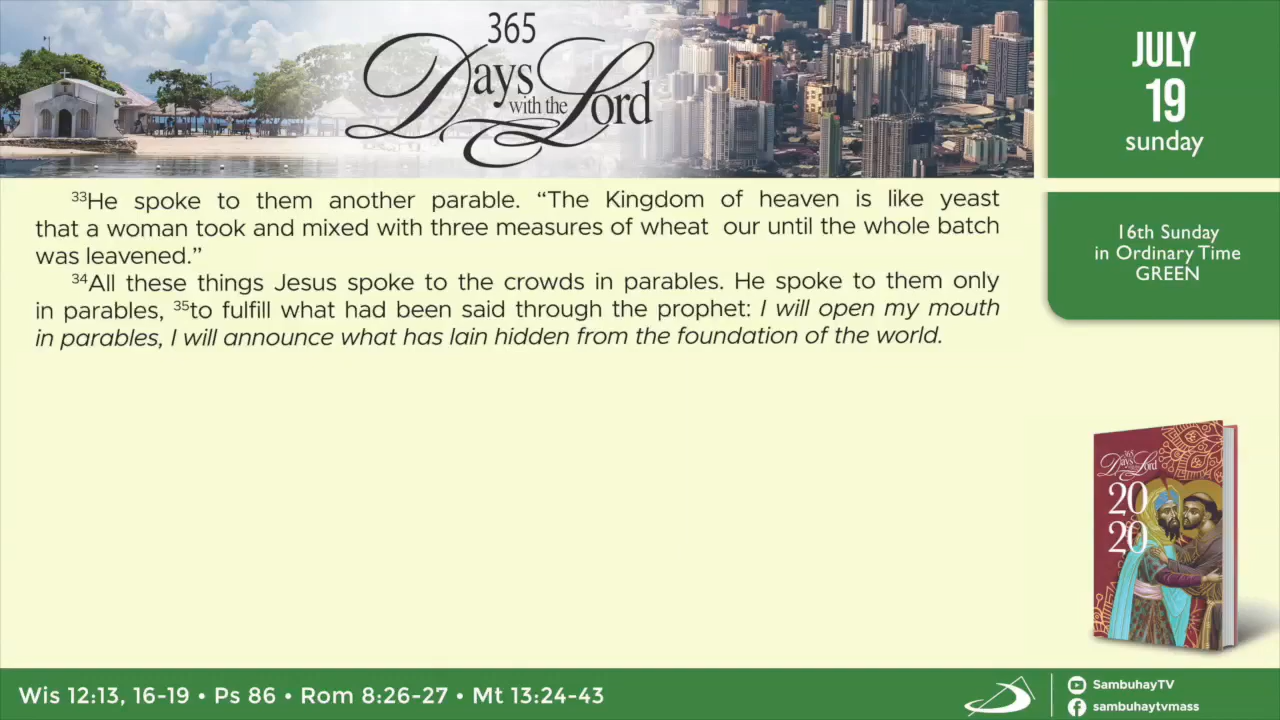 365
Days with the Lord
JULY
19
sunday
16th Sunday
in Ordinary Time
GREEN
33He spoke to them another parable. “The Kingdom of heaven is like yeast
that a woman took and mixed with three measures of wheat our until the whole batch
was leavened.”
34All these things Jesus spoke to the crowds in parables. He spoke to them only
in parables, 35to fulfill what had been said through the prophet: I will open my mouth
in parables, I will announce what has lain hidden from the foundation of the world.
365
Days with the Lord
20
20
Wis 12:13, 16-19 • Ps 86 • Rom 8:26-27 • Mt 13:24-43
SambuhayTV
sambuhaytvmass